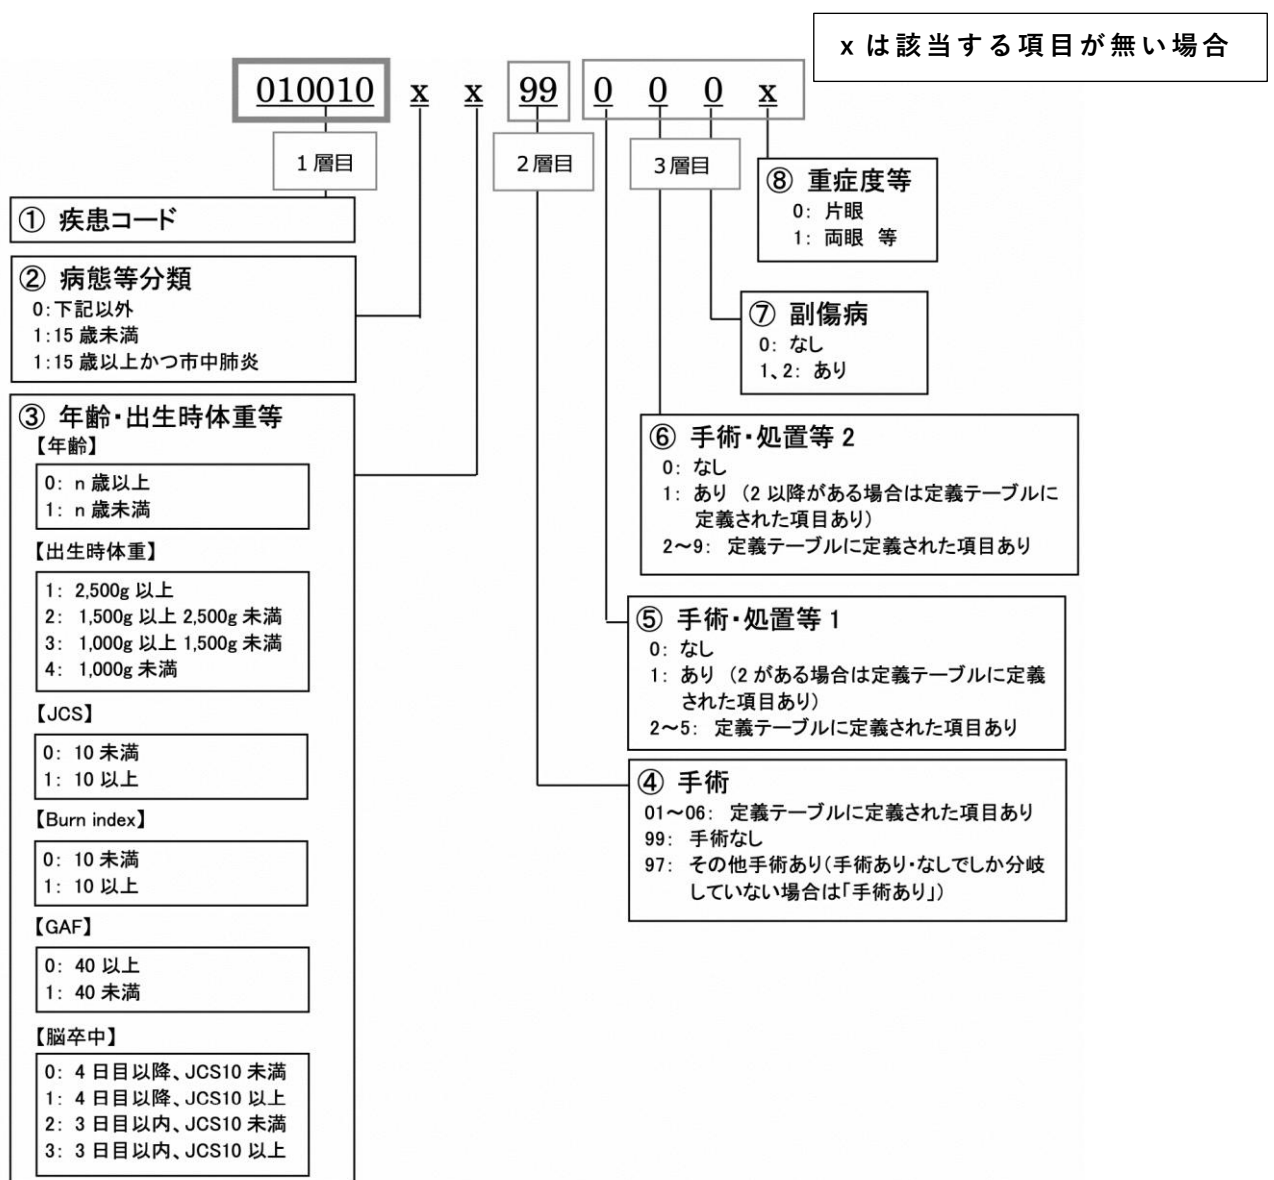 x は該当する項目が無い場合
010010 x x 99 0 0 0 x
1層目
2層目
3層目
① 疾患コード
② 病態等分類
0:下記以外
1:15 歳未満
1:15 歳以上かつ市中肺炎
③ 年齢・出生時体重等
【年齢】
0: n 歳以上
1: n 歳未満
【出生時体重】
1: 2,500g 以上
2: 1,500g 以上 2,500g 未満
3: 1,000g 以上 1,500g 未満
4: 1,000g 未満
【JCS】
0: 10 未満
1: 10 以上
【Burn index】
0: 10 未満
1: 10 以上
【GAF】
0: 40 以上
1: 40 未満
【脳卒中】
0: 4 日目以降、JCS10 未満
1: 4 日目以降、JCS10 以上
2: 3 日目以内、JCS10 未満
3: 3 日目以内、JCS10 以上
⑧ 重症度等
0: 片眼
1: 両眼 等
⑦ 副傷病
0: なし
1、2: あり
⑥ 手術・処置等 2
0: なし
1: あり （2 以降がある場合は定義テーブルに
定義された項目あり）
2～9: 定義テーブルに定義された項目あり
⑤ 手術・処置等 1
0: なし
1: あり （2 がある場合は定義テーブルに定義
された項目あり）
2～5: 定義テーブルに定義された項目あり
④ 手術
01～06: 定義テーブルに定義された項目あり
99: 手術なし
97: その他手術あり（手術あり・なしでしか分岐
していない場合は「手術あり」）